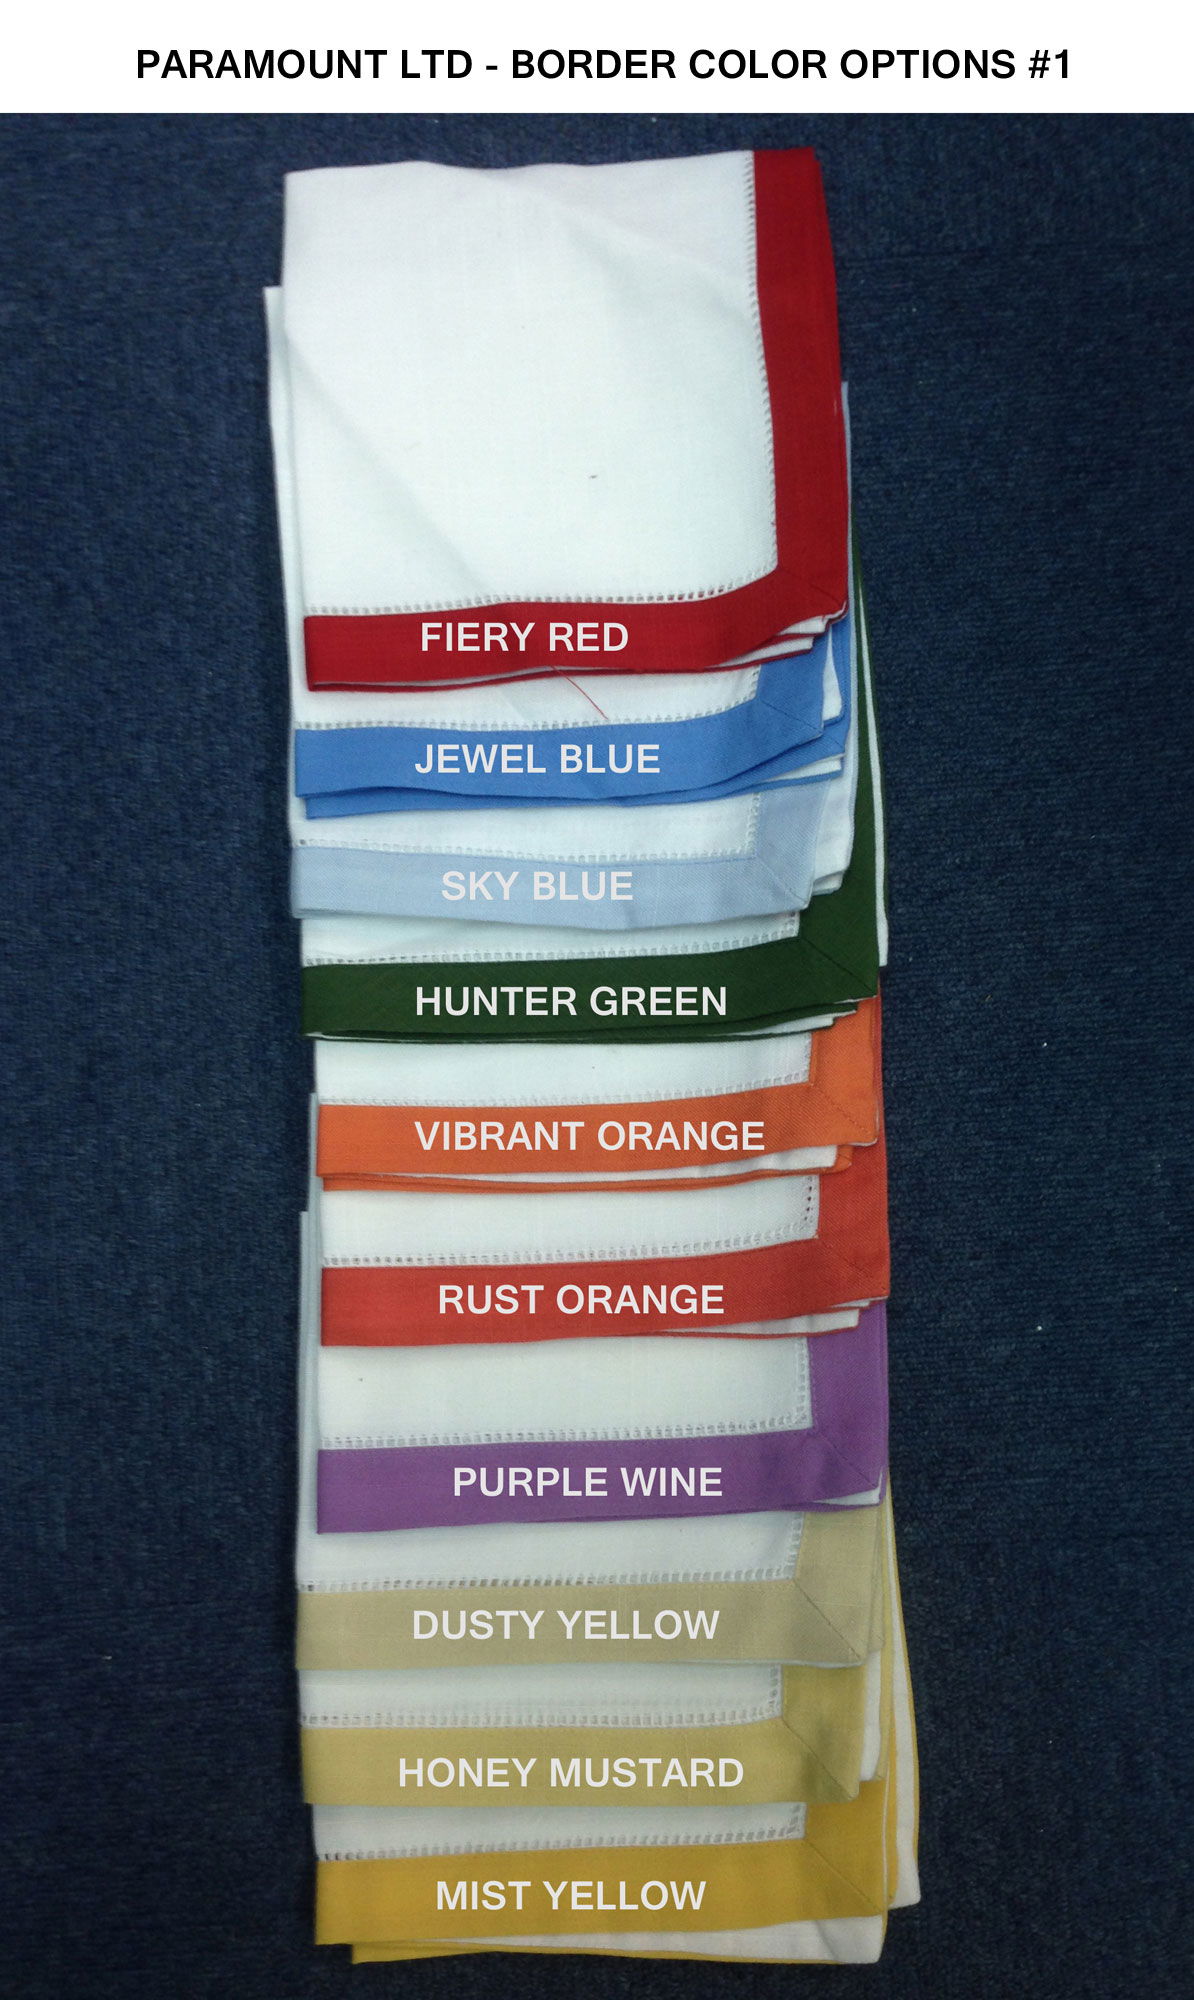 PARAMOUNT LTD - BORDER COLOR OPTIONS #1
FIERY RED
JEWEL BLUE
SKY BLUE
HUNTER GREEN
VIBRANT ORANGE
RUST ORANGE
PURPLE WINE
DUSTY YELLOW
HONEY MUSTARD
MIST YELLOW